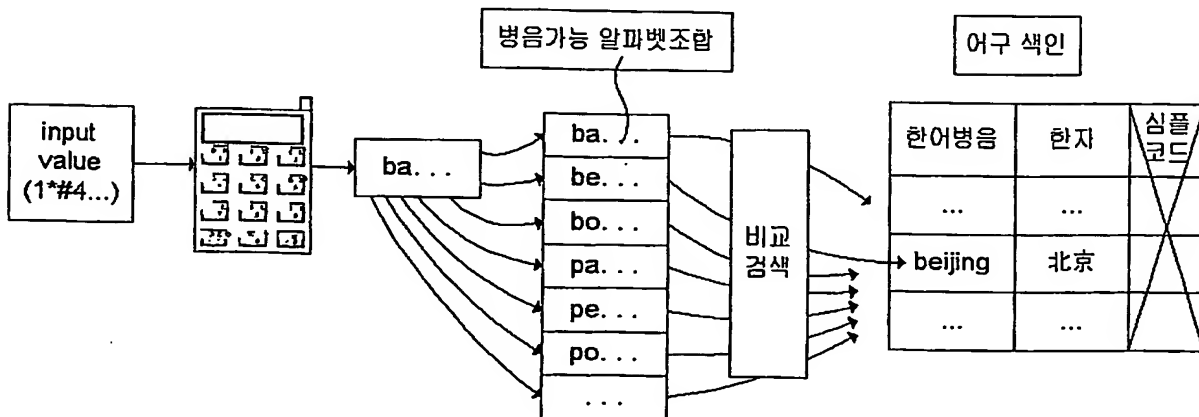 병음가능 알파벳조합
어구 색인
input
value
(1*#4...)
ba. . .
ba. . .
be. . .
bo. . .
pa. . .
pe. . .
po. . .
. . .
비교
검색
한어병음 한자 심플
코드
... ...
beijing 北京
... ...